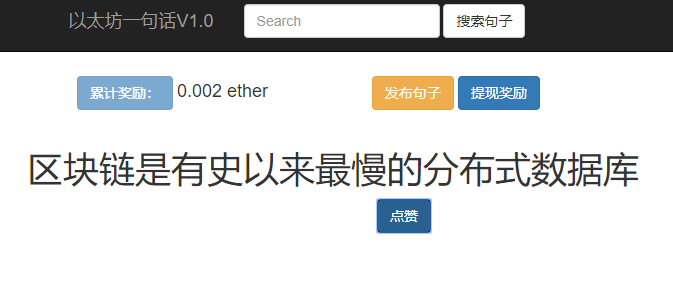 以太坊一句话V1.0 Search 搜索句子
累计奖励： 0.002 ether 发布句子 提现奖励
区块链是有史以来最慢的分布式数据库
点赞